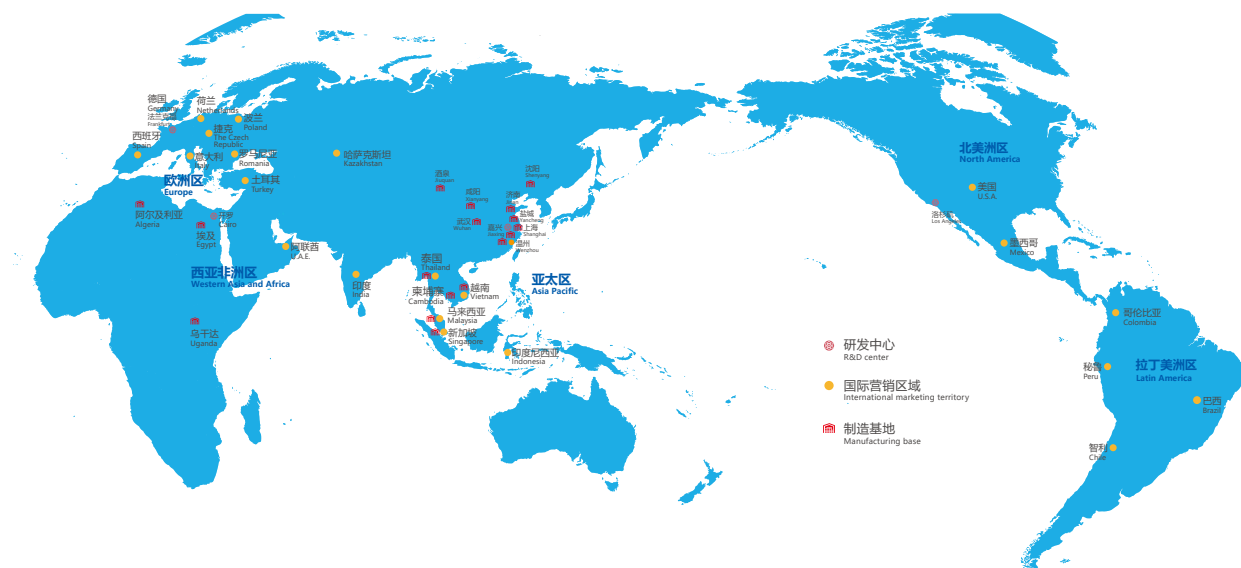 德国
Germany
法兰克福
Frankfurt
荷兰
Netherlands
波兰
Poland
捷克
The Czech
Republic
西班牙
Spain
意大利
Italy
罗马尼亚
Romania
土耳其
Turkey
欧洲区
Europe
哈萨克斯坦
Kazakhstan
阿尔及利亚
Algeria
开罗
Cairo
埃及
Egypt
阿联酋
U.A.E.
西亚非洲区
Western Asia and Africa
乌干达
Uganda
印度
India
酒泉
Jiuquan
咸阳
Xianyang
沈阳
Shenyang
盐城
Yancheng
武汉
Wuhan
嘉兴
Jiaxing
上海
Shanghai
温州
Wenzhou
泰国
Thailand
柬埔寨
Cambodia
越南
Vietnam
马来西亚
Malaysia
新加坡
Singapore
印度尼西亚
Indonesia
亚太区
Asia Pacific
研发中心
R&D center
国际营销区域
International marketing territory
制造基地
Manufacturing base
北美洲区
North America
美国
U.S.A.
洛杉矶
Los Angeles
墨西哥
Mexico
哥伦比亚
Colombia
秘鲁
Peru
拉丁美洲区
Latin America
巴西
Brazil
智利